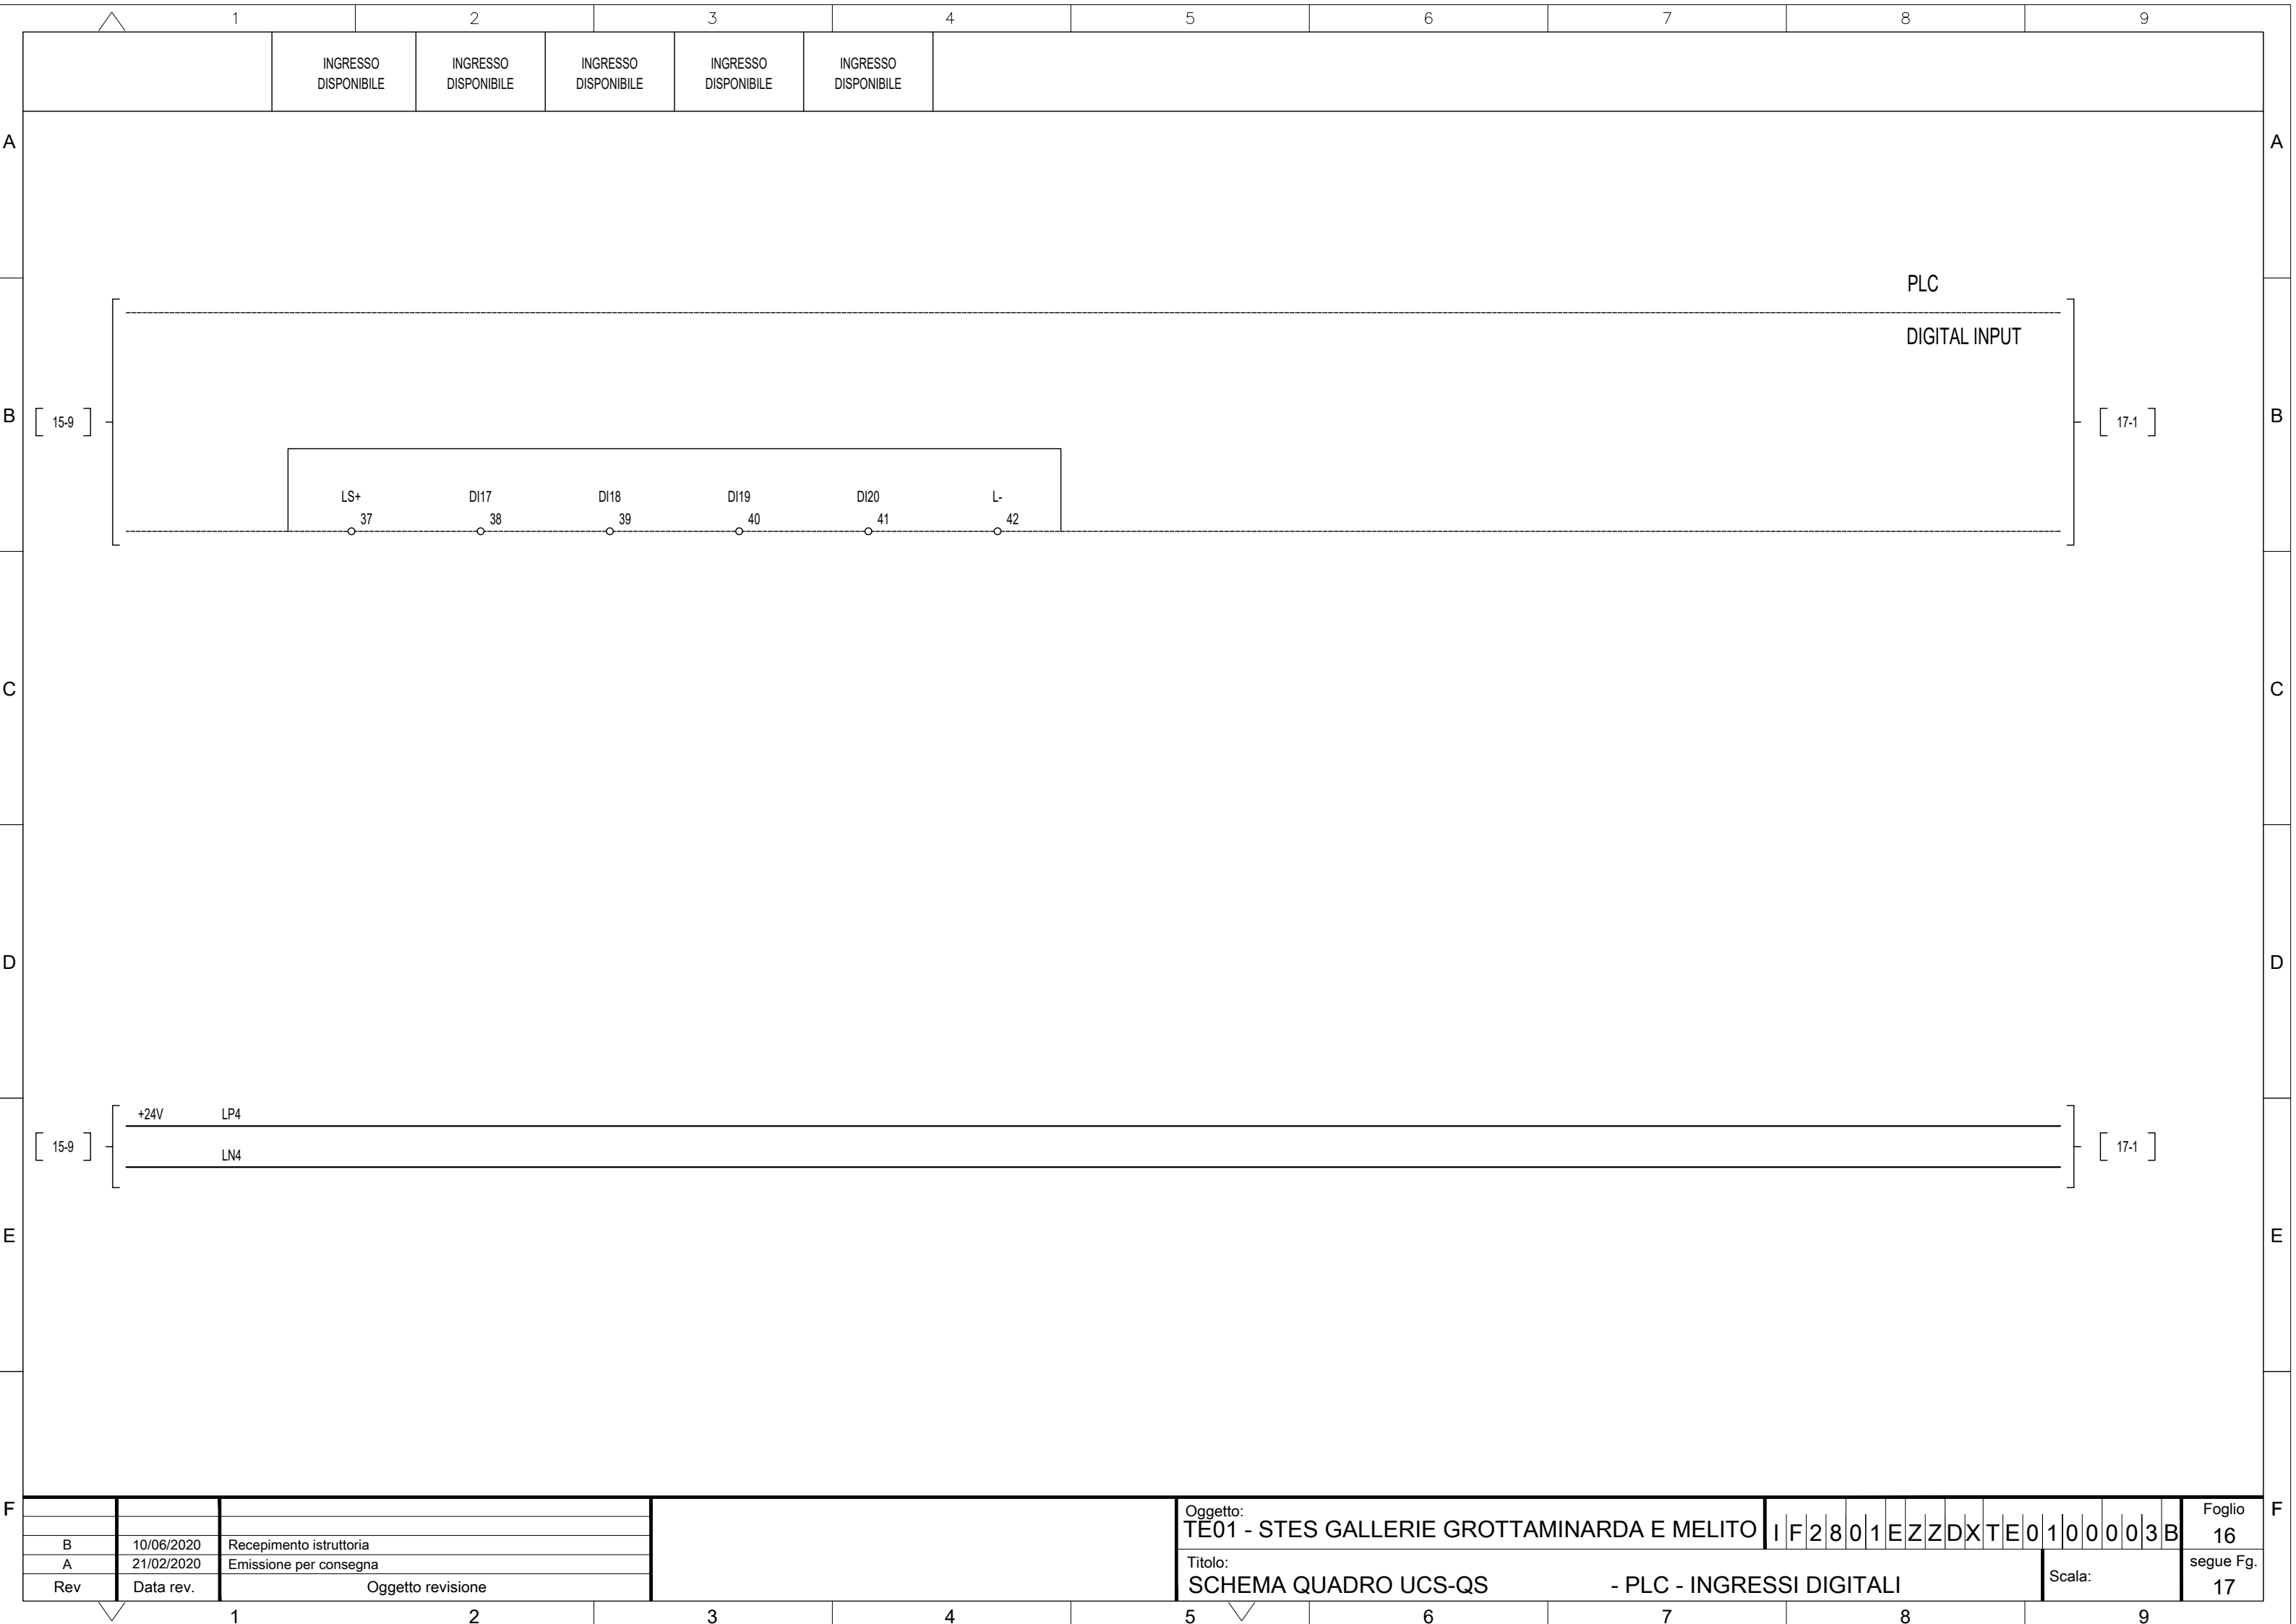 1 2 3 4 5 6 7 8 9
INGRESSO DISPONIBILE
INGRESSO DISPONIBILE
INGRESSO DISPONIBILE
INGRESSO DISPONIBILE
INGRESSO DISPONIBILE
A A
PLC
DIGITAL INPUT
B 15-9 17-1 B
LS+ DI17 DI18 DI19 DI20 L-
37 38 39 40 41 42
C C
D D
+24V LP4
15-9 17-1
LN4
E E
F F
B 10/06/2020 Recepimento istruttoria
A 21/02/2020 Emissione per consegna
Rev Data rev. Oggetto revisione
Oggetto:
TE01 - STES GALLERIE GROTTAMINARDA E MELITO
IF2801EZZDXTE0100003B
Foglio
16
Titolo:
SCHEMA QUADRO UCS-QS - PLC - INGRESSI DIGITALI
Scala:
segue Fg.
17
1 2 3 4 5 6 7 8 9